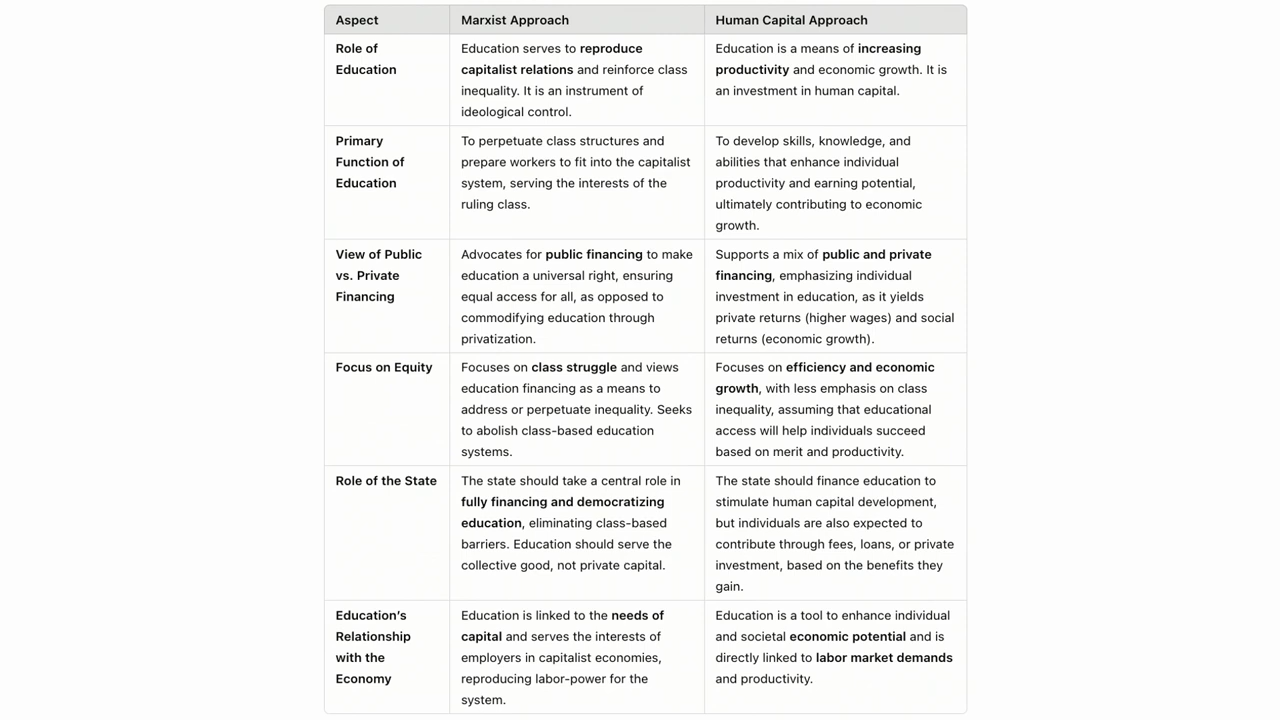 Aspect
Marxist Approach
Human Capital Approach
Role of
Education
Education serves to reproduce
capitalist relations and reinforce class
inequality. It is an instrument of
ideological control.
Education is a means of increasing
productivity and economic growth. It is
an investment in human capital.
Primary
Function of
Education
To perpetuate class structures and
prepare workers to fit into the capitalist
system, serving the interests of the
ruling class.
To develop skills, knowledge, and
abilities that enhance individual
productivity and earning potential,
ultimately contributing to economic
growth.
View of Public
vs. Private
Financing
Advocates for public financing to make
education a universal right, ensuring
equal access for all, as opposed to
commodifying education through
privatization.
Supports a mix of public and private
financing, emphasizing individual
investment in education, as it yields
private returns (higher wages) and social
returns (economic growth).
Focus on Equity
Focuses on class struggle and views
education financing as a means to
address or perpetuate inequality. Seeks
to abolish class-based education
systems.
Focuses on efficiency and economic
growth, with less emphasis on class
inequality, assuming that educational
access will help individuals succeed
based on merit and productivity.
Role of the State
The state should take a central role in
fully financing and democratizing
education, eliminating class-based
barriers. Education should serve the
collective good, not private capital.
The state should finance education to
stimulate human capital development,
but individuals are also expected to
contribute through fees, loans, or private
investment, based on the benefits they
gain.
Education's
Relationship
with the
Economy
Education is linked to the needs of
capital and serves the interests of
employers in capitalist economies,
reproducing labor-power for the
system.
Education is a tool to enhance individual
and societal economic potential and is
directly linked to labor market demands
and productivity.